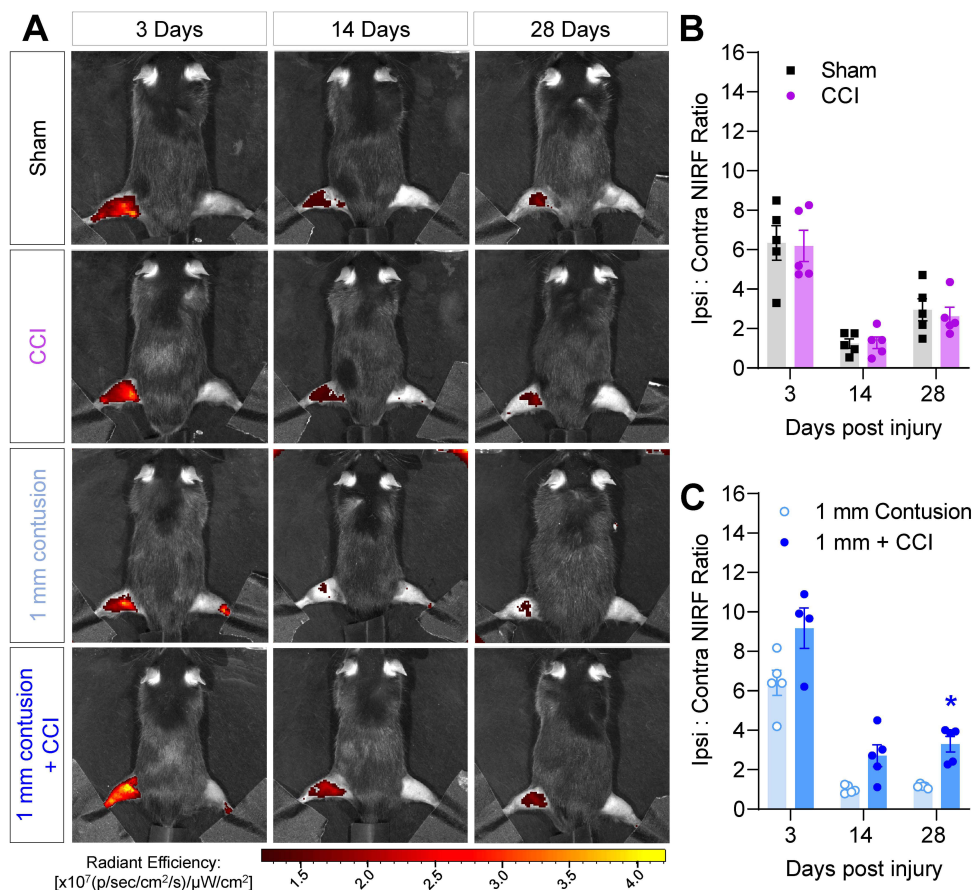 A
3 Days
14 Days
28 Days
Sham
CCI
1 mm contusion
1 mm contusion
+ CCI
Radiant Efficiency:
[x10⁷(p/sec/cm²/s)/µW/cm²]
1.5
2.0
2.5
3.0
3.5
4.0
B
Ipsi : Contra NIRF Ratio
16
14
12
10
8
6
4
2
0
Sham
CCI
3
14
28
Days post injury
C
Ipsi : Contra NIRF Ratio
16
14
12
10
8
6
4
2
0
1 mm Contusion
1 mm + CCI
*
3
14
28
Days post injury